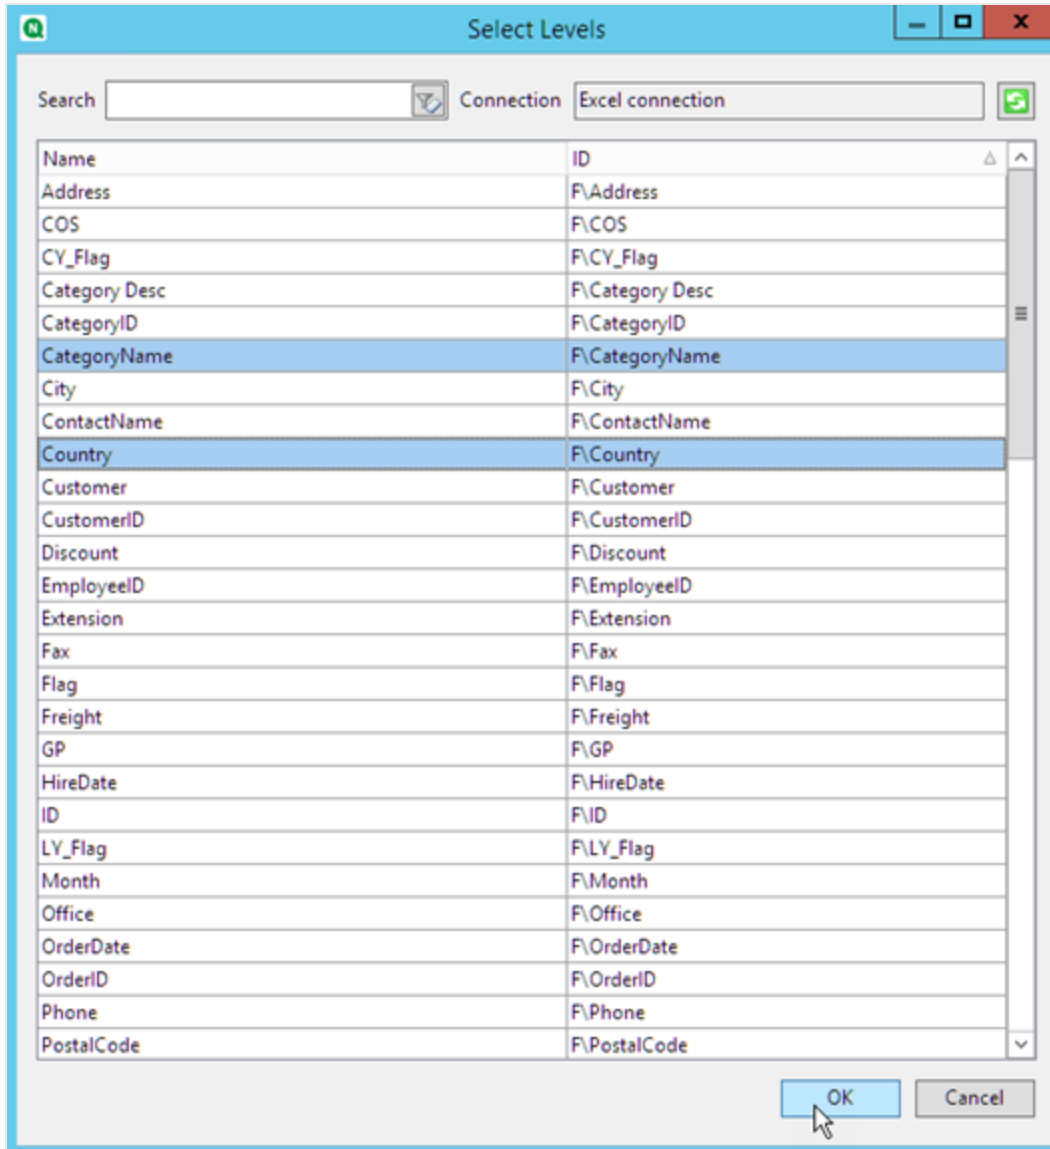 N
Select Levels
Search Connection Excel connection
Name ID
Address F\Address
COS F\COS
CY_Flag F\CY_Flag
Category Desc F\Category Desc
CategoryID F\CategoryID
CategoryName F\CategoryName
City F\City
ContactName F\ContactName
Country F\Country
Customer F\Customer
CustomerID F\CustomerID
Discount F\Discount
EmployeeID F\EmployeeID
Extension F\Extension
Fax F\Fax
Flag F\Flag
Freight F\Freight
GP F\GP
HireDate F\HireDate
ID F\ID
LY_Flag F\LY_Flag
Month F\Month
Office F\Office
OrderDate F\OrderDate
OrderID F\OrderID
Phone F\Phone
PostalCode F\PostalCode
OK Cancel